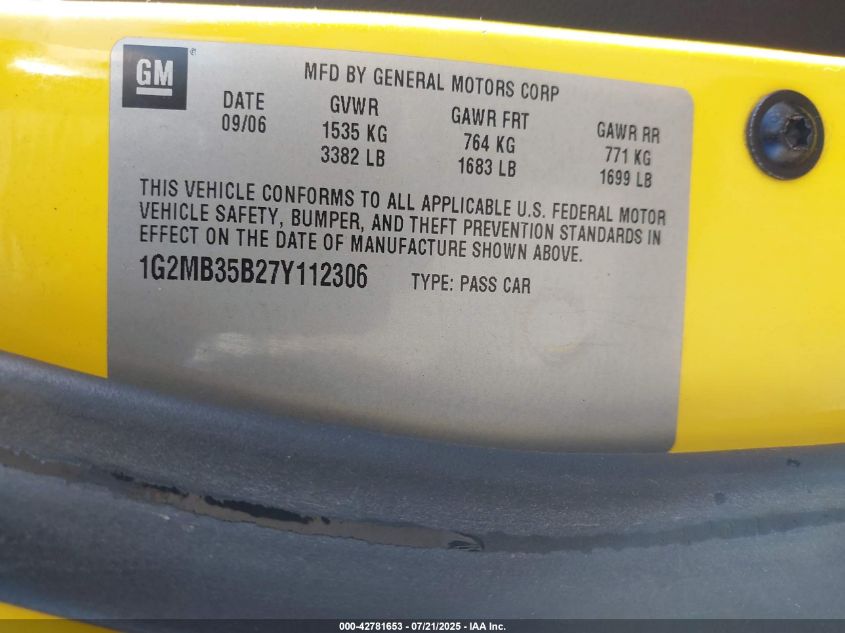 GM ®
MFD BY GENERAL MOTORS CORP
DATE GVWR GAWR FRT GAWR RR
09/06 1535 KG 764 KG 771 KG
3382 LB 1683 LB 1699 LB
THIS VEHICLE CONFORMS TO ALL APPLICABLE U.S. FEDERAL MOTOR
VEHICLE SAFETY, BUMPER, AND THEFT PREVENTION STANDARDS IN
EFFECT ON THE DATE OF MANUFACTURE SHOWN ABOVE.
1G2MB35B27Y112306 TYPE: PASS CAR
000-42781653 - 07/21/2025 - IAA Inc.